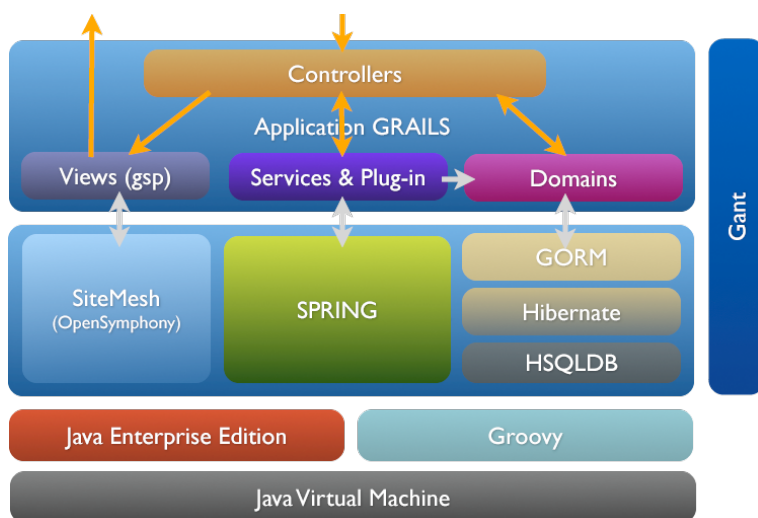 Controllers
Application GRAILS
Views (gsp)
Services & Plug-in
Domains
Gant
SiteMesh
(OpenSymphony)
SPRING
GORM
Hibernate
HSQLDB
Java Enterprise Edition
Groovy
Java Virtual Machine